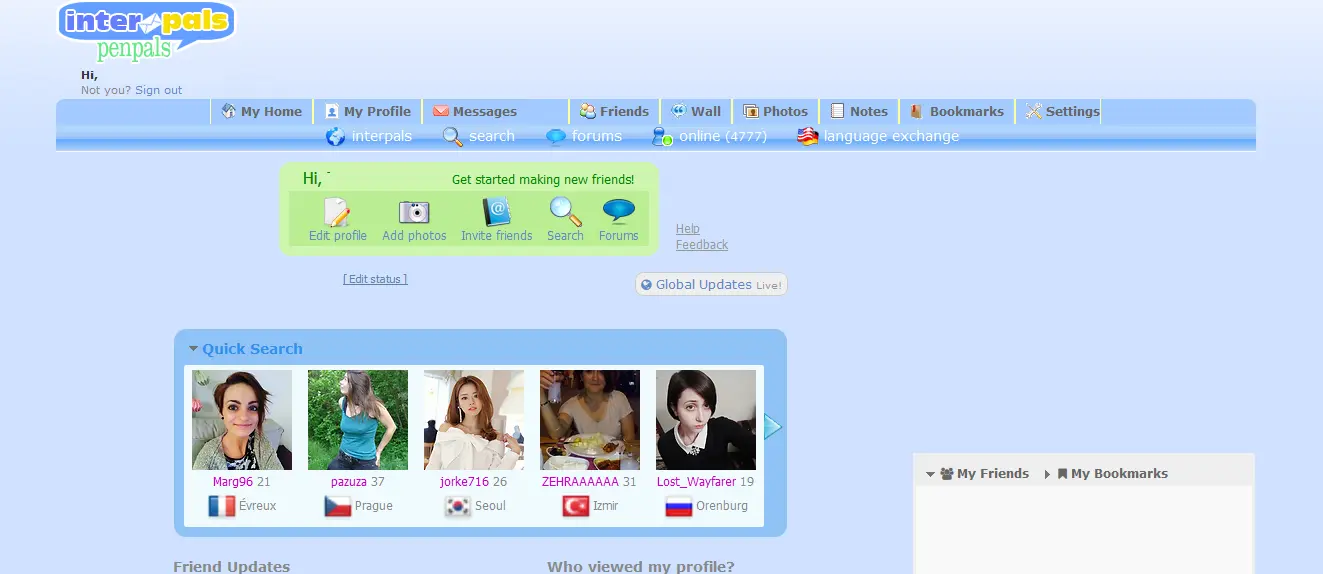 interpals
penpals
Hi,
Not you? Sign out
My Home My Profile Messages Friends Wall Photos Notes Bookmarks Settings
interpals search forums online (4777) language exchange
Hi, Get started making new friends!
Edit profile Add photos Invite friends Search Forums
Help
Feedback
[ Edit status ]
Global Updates Live!
Quick Search
Marg96 21 pazuza 37 jorke716 26 ZEHRAAAAAA 31 Lost_Wayfarer 19
Évreux Prague Seoul Izmir Orenburg
My Friends My Bookmarks
Friend Updates Who viewed my profile?